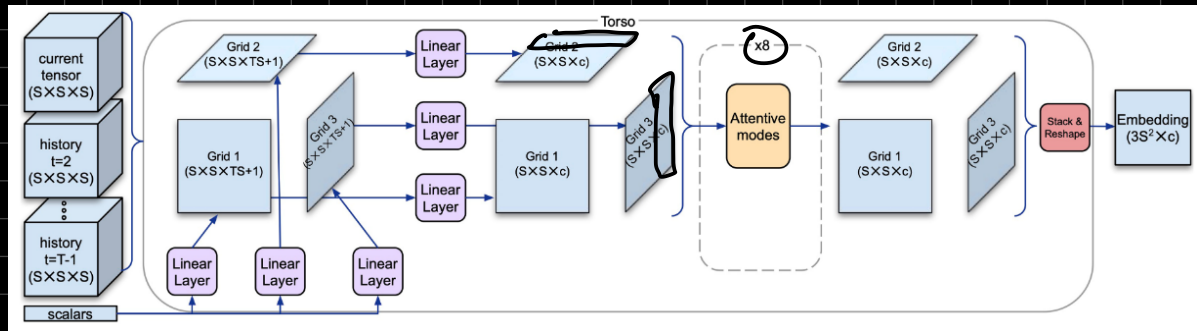 Torso
current
tensor
(S×S×S)
history
t=2
(S×S×S)
history
t=T-1
(S×S×S)
scalars
Grid 2
(S×S×TS+1)
Grid 3
(S×S×TS+1)
Grid 1
(S×S×TS+1)
Linear
Layer
Linear
Layer
Linear
Layer
Linear
Layer
Linear
Layer
Linear
Layer
Grid 2
(S×S×c)
Grid 3
(S×S×c)
Grid 1
(S×S×c)
x8
Attentive
modes
Grid 2
(S×S×c)
Grid 3
(S×S×c)
Grid 1
(S×S×c)
Stack &
Reshape
Embedding
(3S²×c)